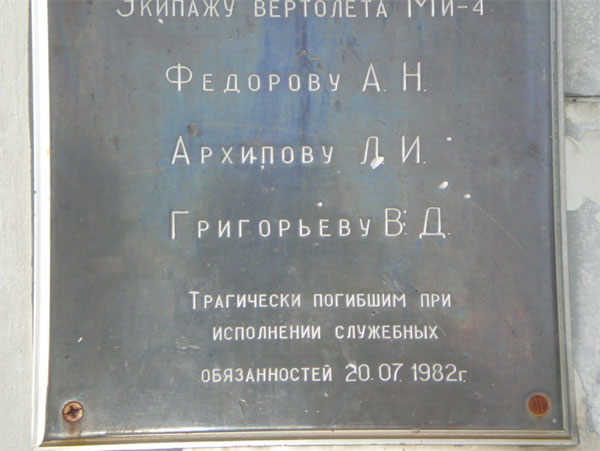 Экипажу вертолета Ми-4
Федорову А. Н.
Архипову Л. И.
Григорьеву В. Д.
Трагически погибшим при
исполнении служебных
обязанностей 20.07.1982г.